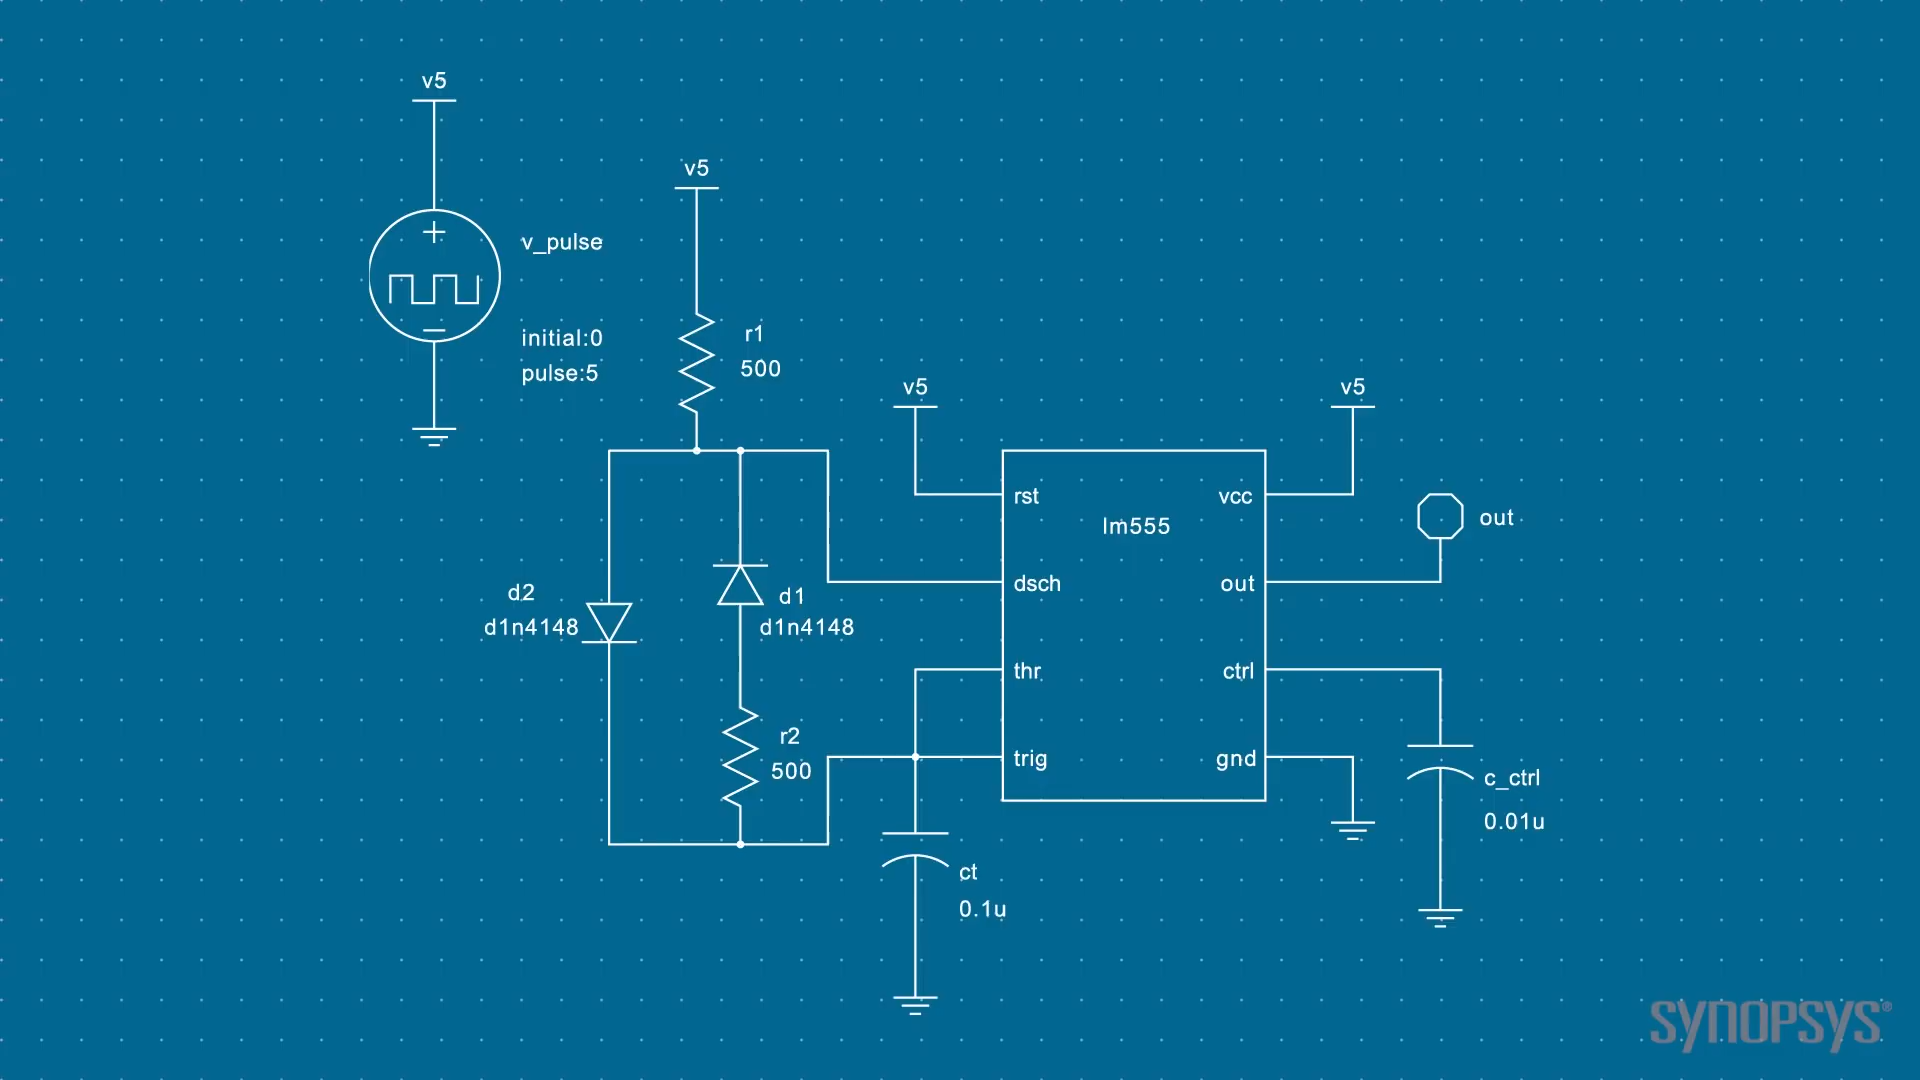 v5
v_pulse
initial:0
pulse:5
v5
r1
500
v5
v5
rst
vcc
lm555
out
dsch
out
d2
d1n4148
d1
d1n4148
thr
ctrl
r2
500
trig
gnd
c_ctrl
0.01u
ct
0.1u
SYNOPSYS®